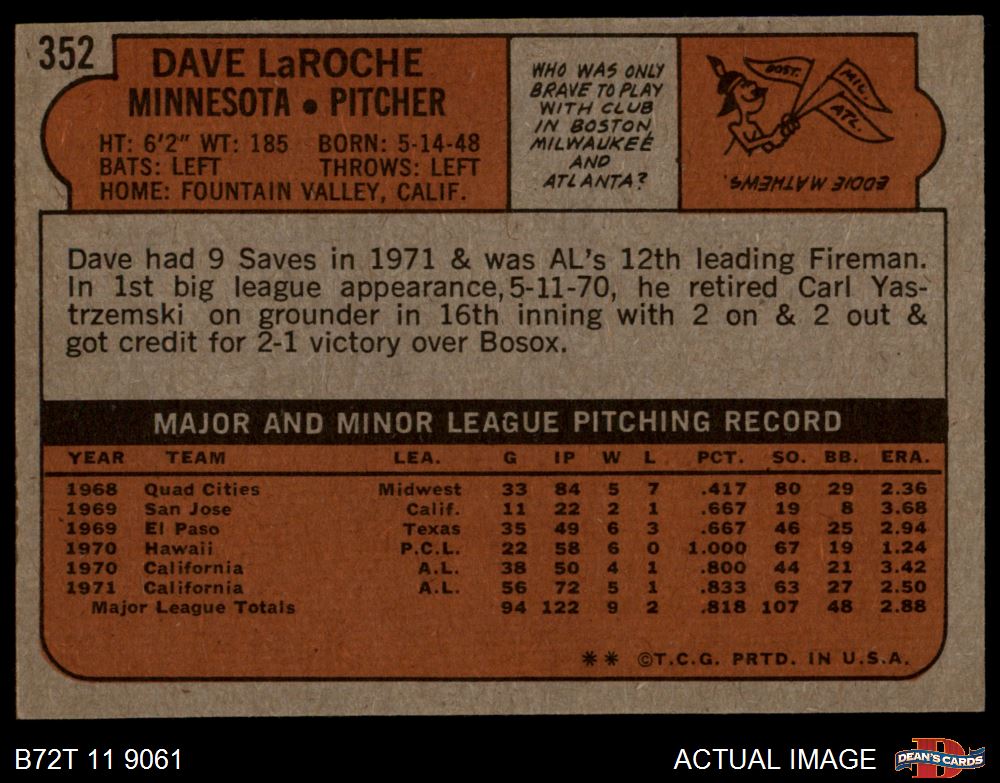 352
DAVE LaROCHE
MINNESOTA • PITCHER
HT: 6'2" WT: 185 BORN: 5-14-48
BATS: LEFT THROWS: LEFT
HOME: FOUNTAIN VALLEY, CALIF.
WHO WAS ONLY
BRAVE TO PLAY
WITH CLUB
IN BOSTON,
MILWAUKEE
AND
ATLANTA?
BOST.
MIL.
ATL.
EDDIE MATHEWS.
Dave had 9 Saves in 1971 & was AL's 12th leading Fireman.
In 1st big league appearance, 5-11-70, he retired Carl Yas-
trzemski on grounder in 16th inning with 2 on & 2 out &
got credit for 2-1 victory over Bosox.
MAJOR AND MINOR LEAGUE PITCHING RECORD
YEAR TEAM LEA. G IP W L PCT. SO. BB. ERA.
1968 Quad Cities Midwest 33 84 5 7 .417 80 29 2.36
1969 San Jose Calif. 11 22 2 1 .667 19 8 3.68
1969 El Paso Texas 35 49 6 3 .667 46 25 2.94
1970 Hawaii P.C.L. 22 58 6 0 1.000 67 19 1.24
1970 California A.L. 38 50 4 1 .800 44 21 3.42
1971 California A.L. 56 72 5 1 .833 63 27 2.50
Major League Totals 94 122 9 2 .818 107 48 2.88
** ©T.C.G. PRTD. IN U.S.A.
B72T 11 9061
ACTUAL IMAGE
D
DEAN'S CARDS